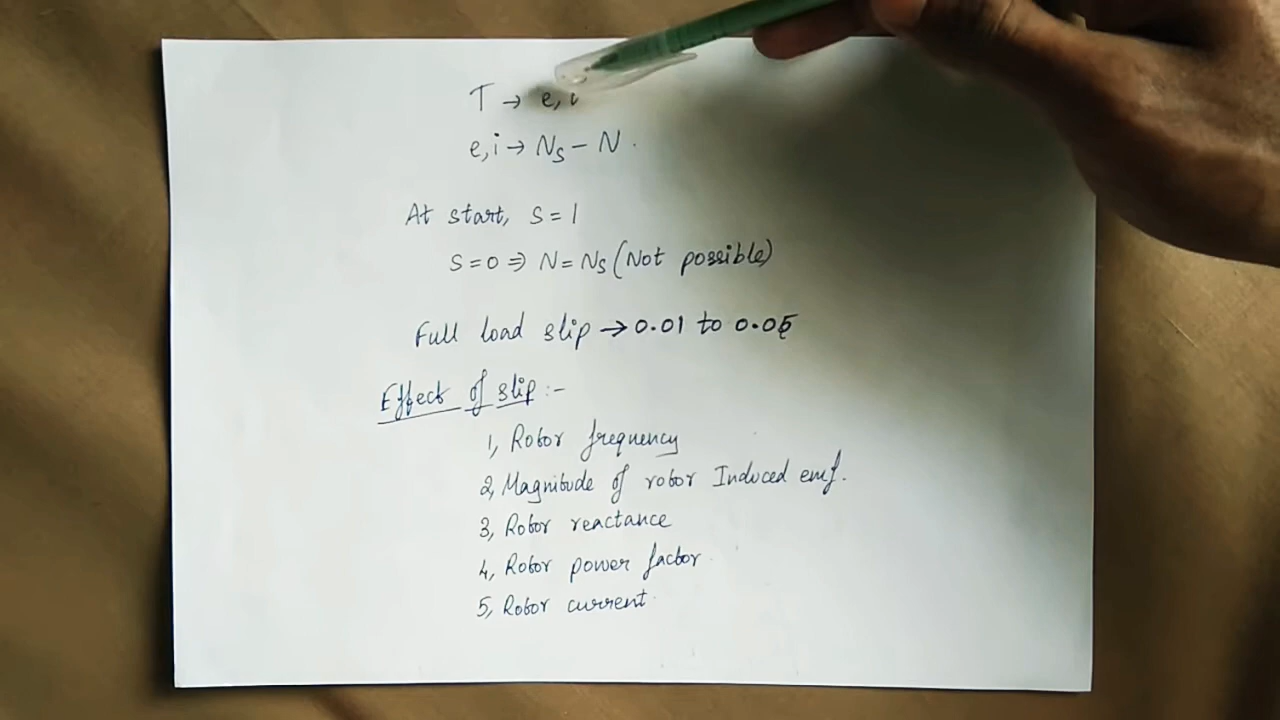 T → e, i
e, i → Ns - N.
At start, S = 1
S = 0 ⇒ N = Ns (Not possible)
Full load slip → 0.01 to 0.05
Effect of slip :-
1, Rotor frequency
2, Magnitude of rotor Induced emf.
3, Rotor reactance
4, Rotor power factor
5, Rotor current